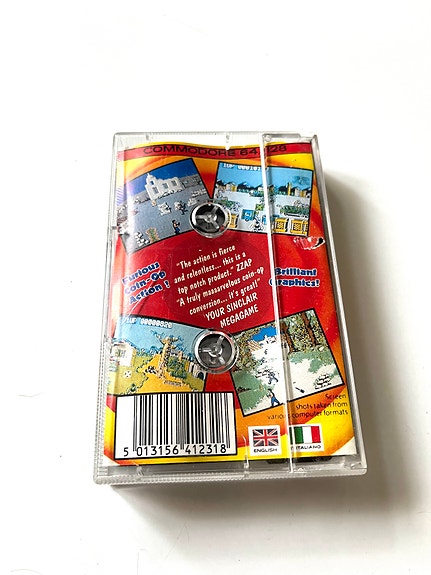 COMMODORE 64/128
Furious
Coin-Op
Action!
"The action is fierce
and relentless... this is a
top notch product." ZZAP
"A truly maaarvelous coin-op
conversion... it's great!"
YOUR SINCLAIR
MEGAGAME
Brilliant
Graphics!
Screen
shots taken from
various computer formats
5 013156 412318
ENGLISH
ITALIANO